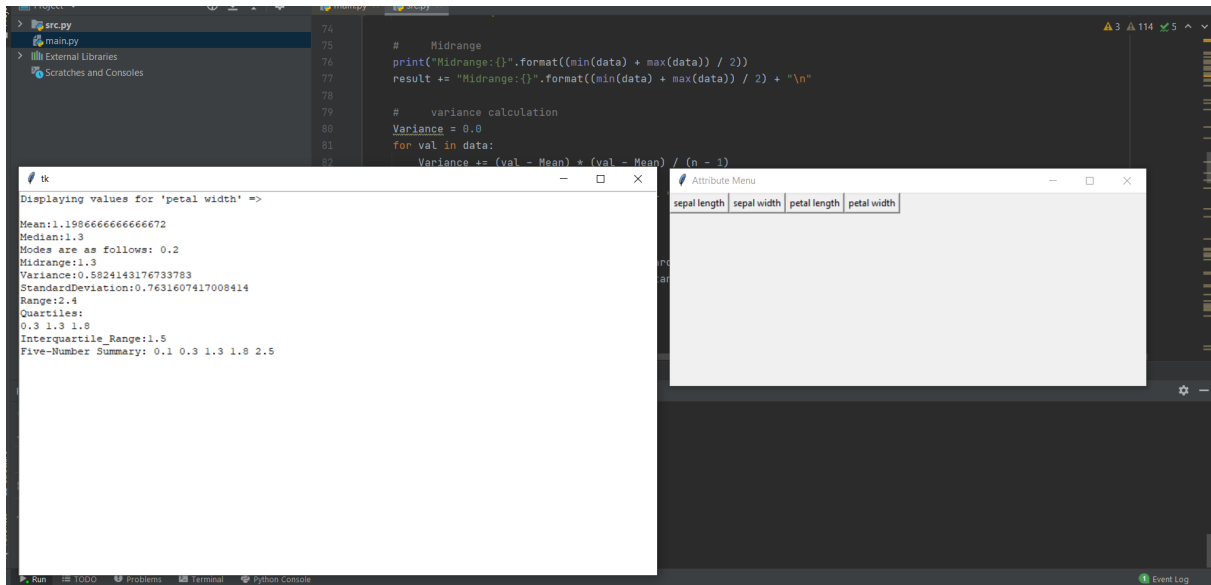 Project
main.py
src.py
src.py
main.py
External Libraries
Scratches and Consoles
3 114 5
74
75 # Midrange
76 print("Midrange:{}".format((min(data) + max(data)) / 2))
77 result += "Midrange:{}".format((min(data) + max(data)) / 2) + "\n"
78
79 # variance calculation
80 Variance = 0.0
81 for val in data:
82 Variance += (val - Mean) * (val - Mean) / (n - 1)
tk
Displaying values for 'petal width' =>
Mean:1.1986666666666672
Median:1.3
Modes are as follows: 0.2
Midrange:1.3
Variance:0.5824143176733783
StandardDeviation:0.7631607417008414
Range:2.4
Quartiles:
0.3 1.3 1.8
Interquartile_Range:1.5
Five-Number Summary: 0.1 0.3 1.3 1.8 2.5
Attribute Menu
sepal length sepal width petal length petal width
Run TODO Problems Terminal Python Console
1 Event Log